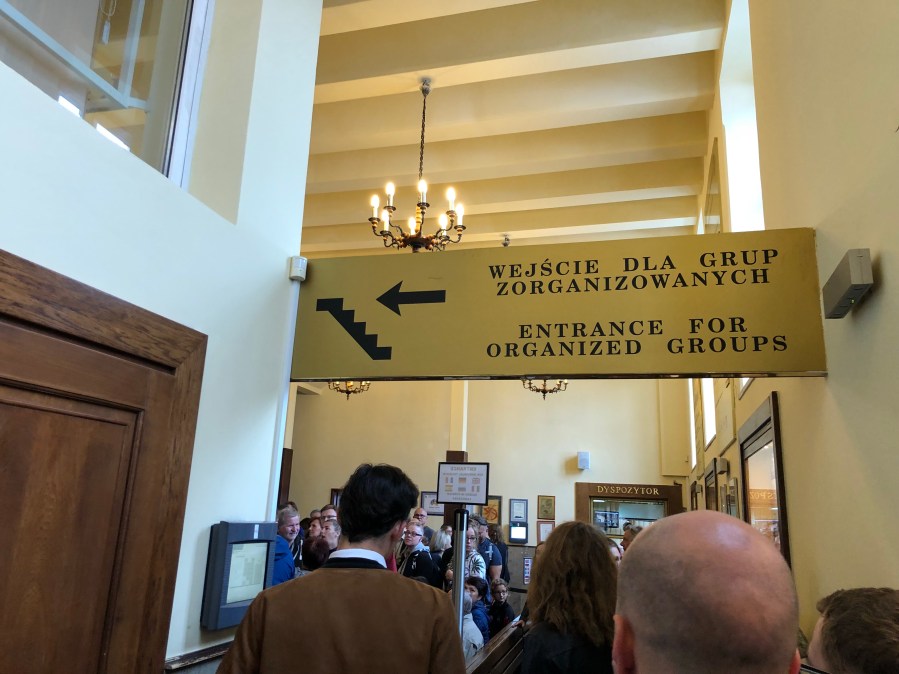 WEJŚCIE DLA GRUP
ZORGANIZOWANYCH
ENTRANCE FOR
ORGANIZED GROUPS
DYSPOZYTOR